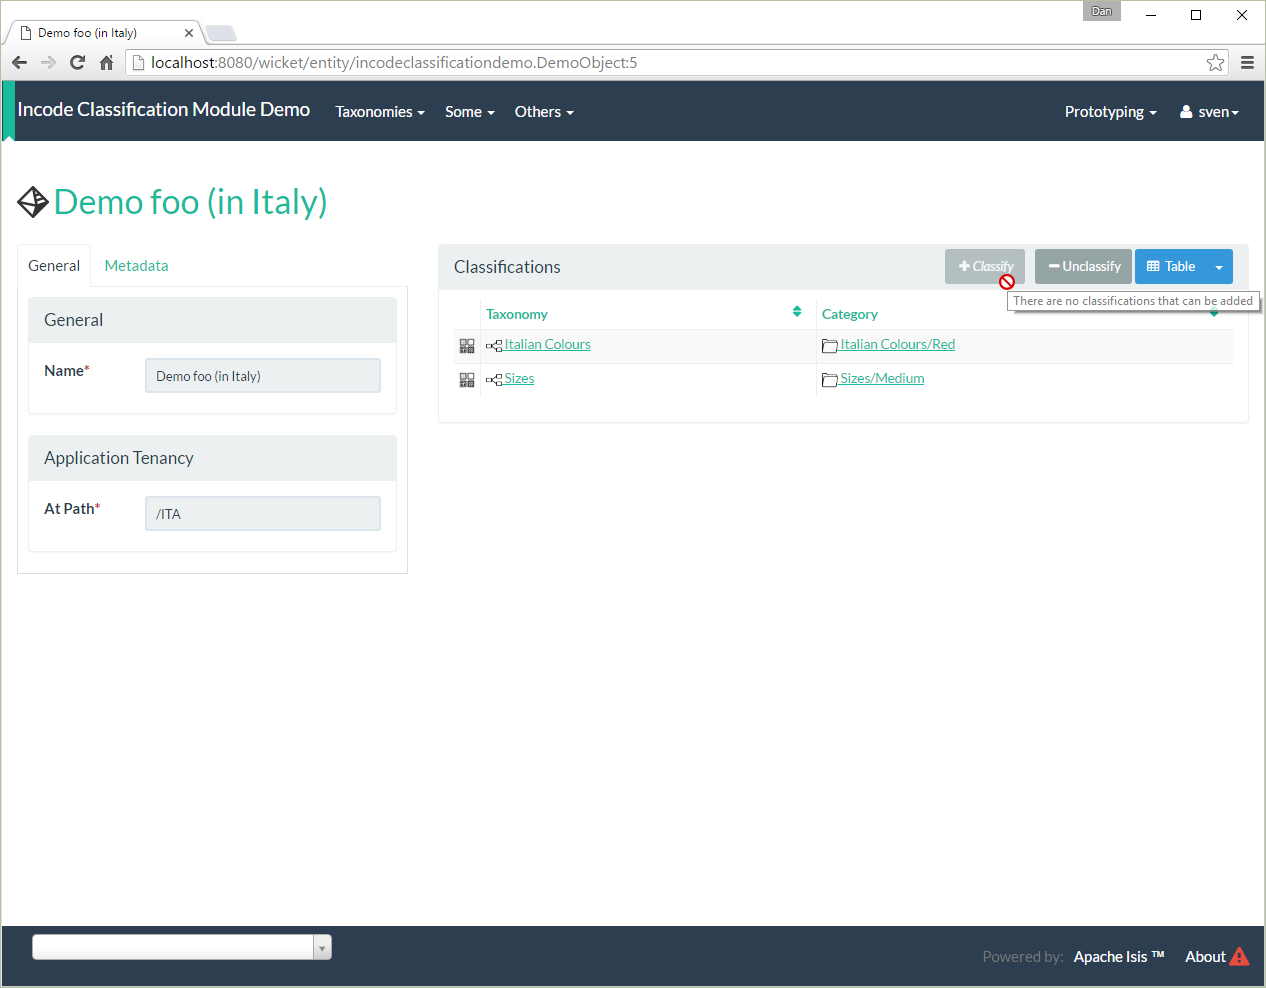 Dan
Demo foo (in Italy)
localhost:8080/wicket/entity/incodeclassificationdemo.DemoObject:5
Incode Classification Module Demo Taxonomies Some Others Prototyping sven
Demo foo (in Italy)
General Metadata
General
Name* Demo foo (in Italy)
Application Tenancy
At Path* /ITA
Classifications Classify Unclassify Table
There are no classifications that can be added
Taxonomy Category
Italian Colours Italian Colours/Red
Sizes Sizes/Medium
Powered by: Apache Isis ™ About